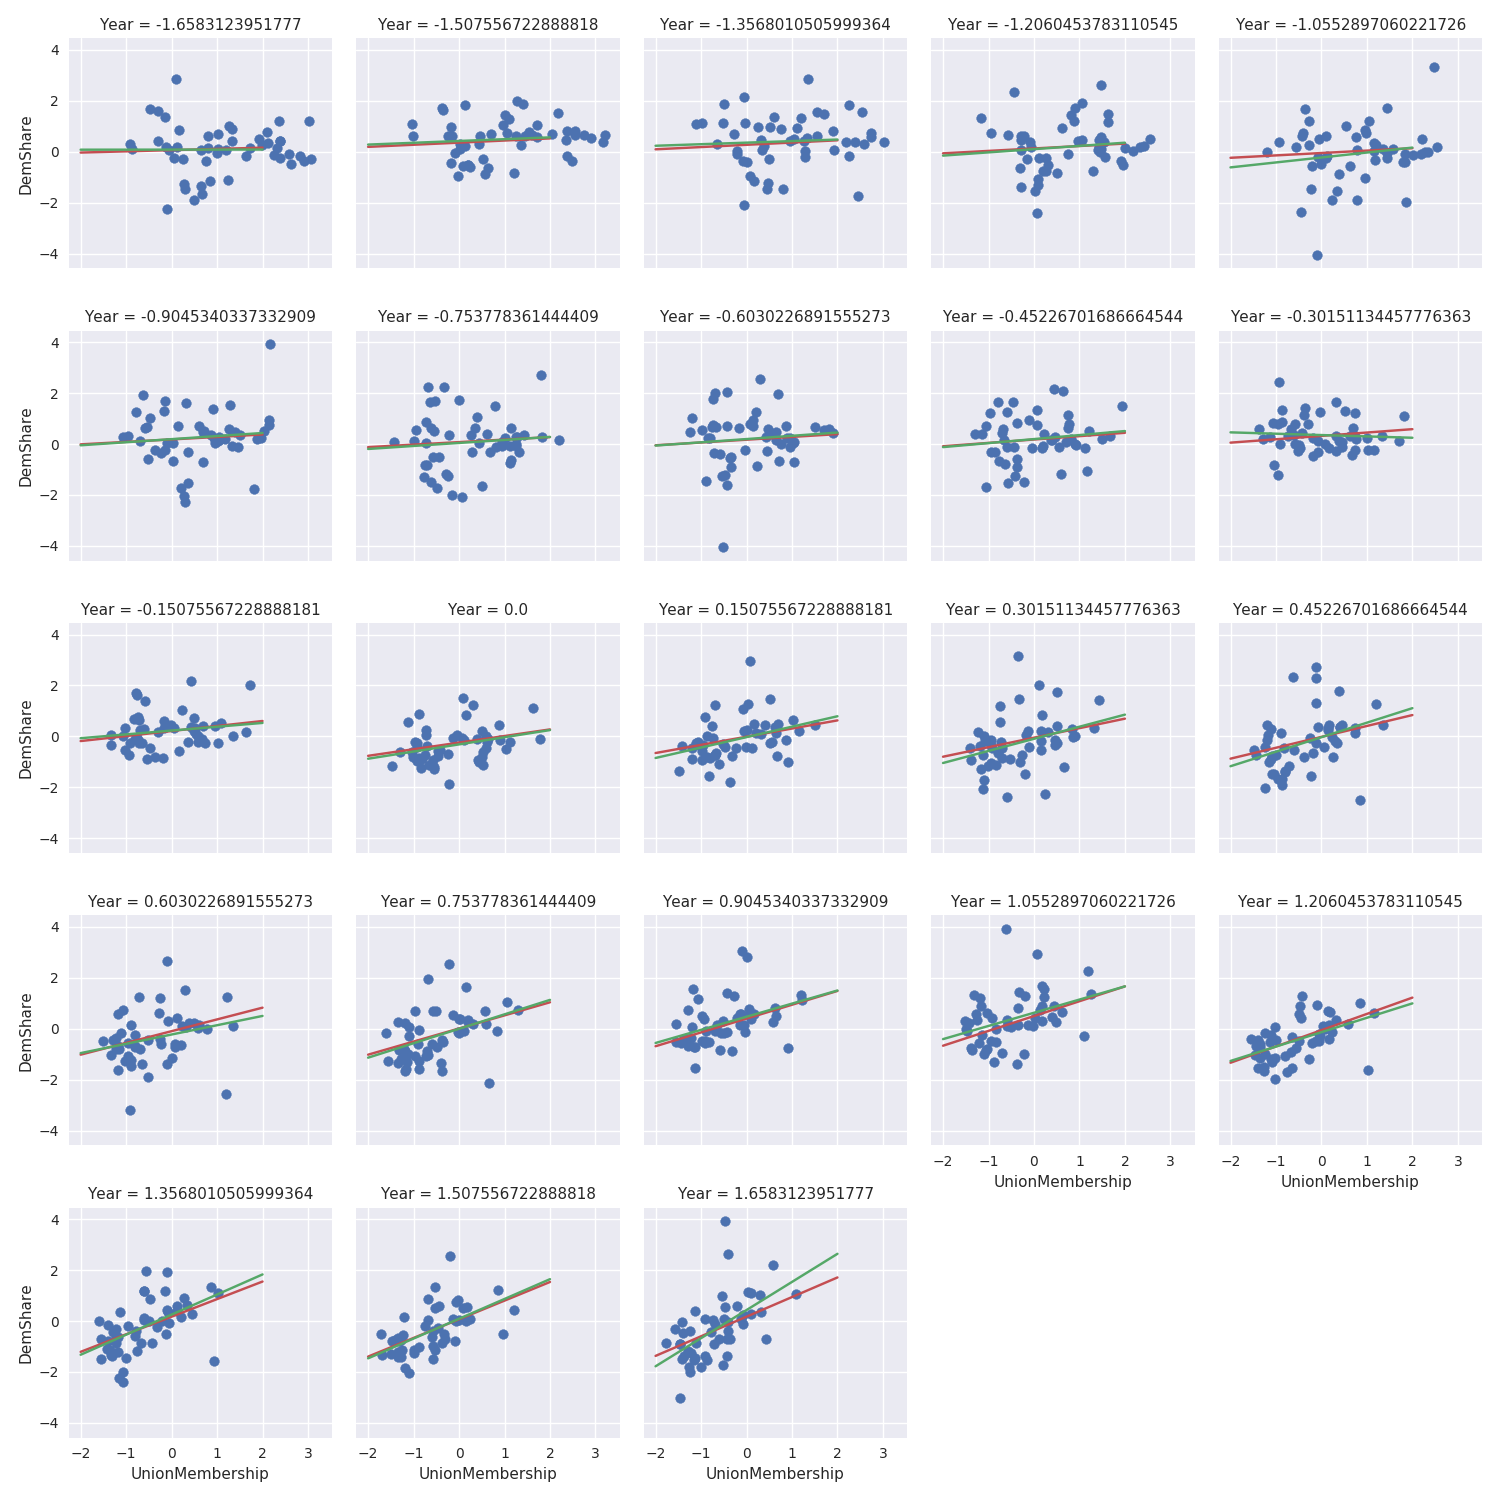 Year = -1.6583123951777
Year = -1.507556722888818
Year = -1.3568010505999364
Year = -1.2060453783110545
Year = -1.0552897060221726
4
2
0
−2
−4
DemShare
Year = -0.9045340337332909
Year = -0.753778361444409
Year = -0.6030226891555273
Year = -0.45226701686664544
Year = -0.30151134457776363
4
2
0
−2
−4
DemShare
Year = -0.15075567228888181
Year = 0.0
Year = 0.15075567228888181
Year = 0.30151134457776363
Year = 0.45226701686664544
4
2
0
−2
−4
DemShare
Year = 0.6030226891555273
Year = 0.753778361444409
Year = 0.9045340337332909
Year = 1.0552897060221726
Year = 1.2060453783110545
4
2
0
−2
−4
DemShare
−2 −1 0 1 2 3
UnionMembership
−2 −1 0 1 2 3
UnionMembership
Year = 1.3568010505999364
Year = 1.507556722888818
Year = 1.6583123951777
4
2
0
−2
−4
DemShare
−2 −1 0 1 2 3
UnionMembership
−2 −1 0 1 2 3
UnionMembership
−2 −1 0 1 2 3
UnionMembership